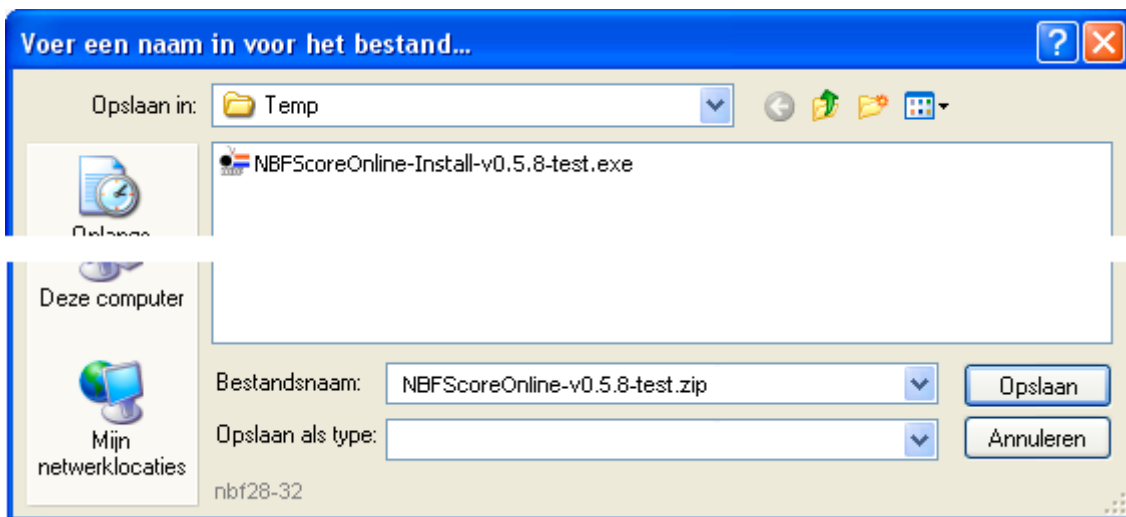 Voer een naam in voor het bestand...
Opslaan in:
Temp
NBFScoreOnline-Install-v0.5.8-test.exe
Deze computer
Mijn
netwerklocaties
Bestandsnaam:
NBFScoreOnline-v0.5.8-test.zip
Opslaan
Opslaan als type:
Annuleren
nbf28-32